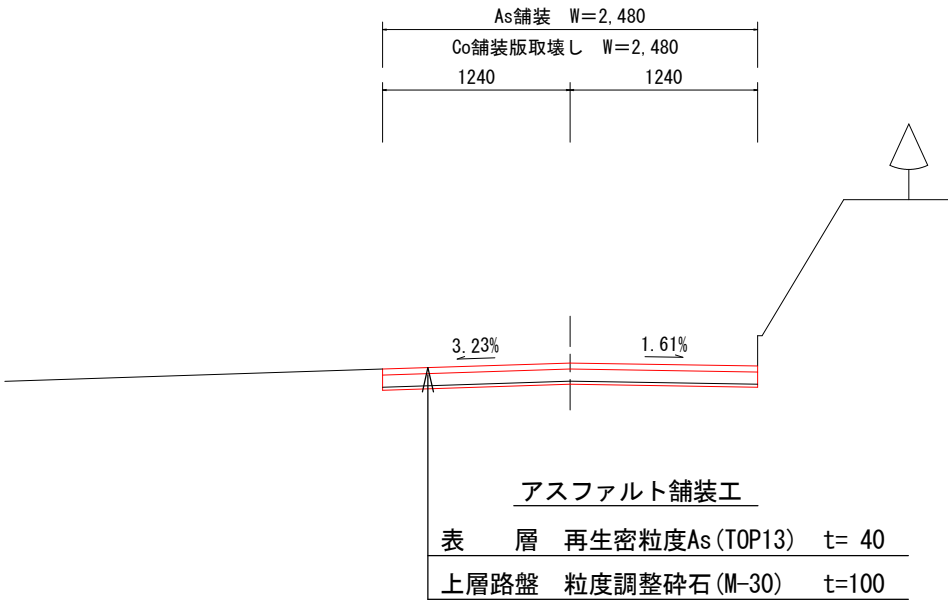 As舗装 W=2,480
Co舗装版取壊し W=2,480
1240 1240
3.23% 1.61%
アスファルト舗装工
表 層 再生密粒度As(TOP13) t= 40
上層路盤 粒度調整砕石(M-30) t=100